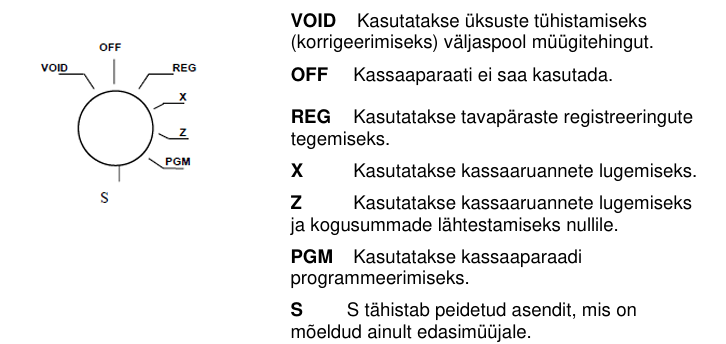 OFF
VOID
REG
X
Z
PGM
S
VOID Kasutatakse üksuste tühistamiseks
(korrigeerimiseks) väljaspool müügitehingut.
OFF Kassaaparaati ei saa kasutada.
REG Kasutatakse tavapäraste registreeringute
tegemiseks.
X Kasutatakse kassaaruannete lugemiseks.
Z Kasutatakse kassaaruannete lugemiseks
ja kogusummade lähtestamiseks nullile.
PGM Kasutatakse kassaaparaadi
programmeerimiseks.
S S tähistab peidetud asendit, mis on
mõeldud ainult edasimüüjale.